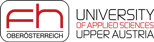 fh
OBERÖSTERREICH
UNIVERSITY
OF APPLIED SCIENCES
UPPER AUSTRIA